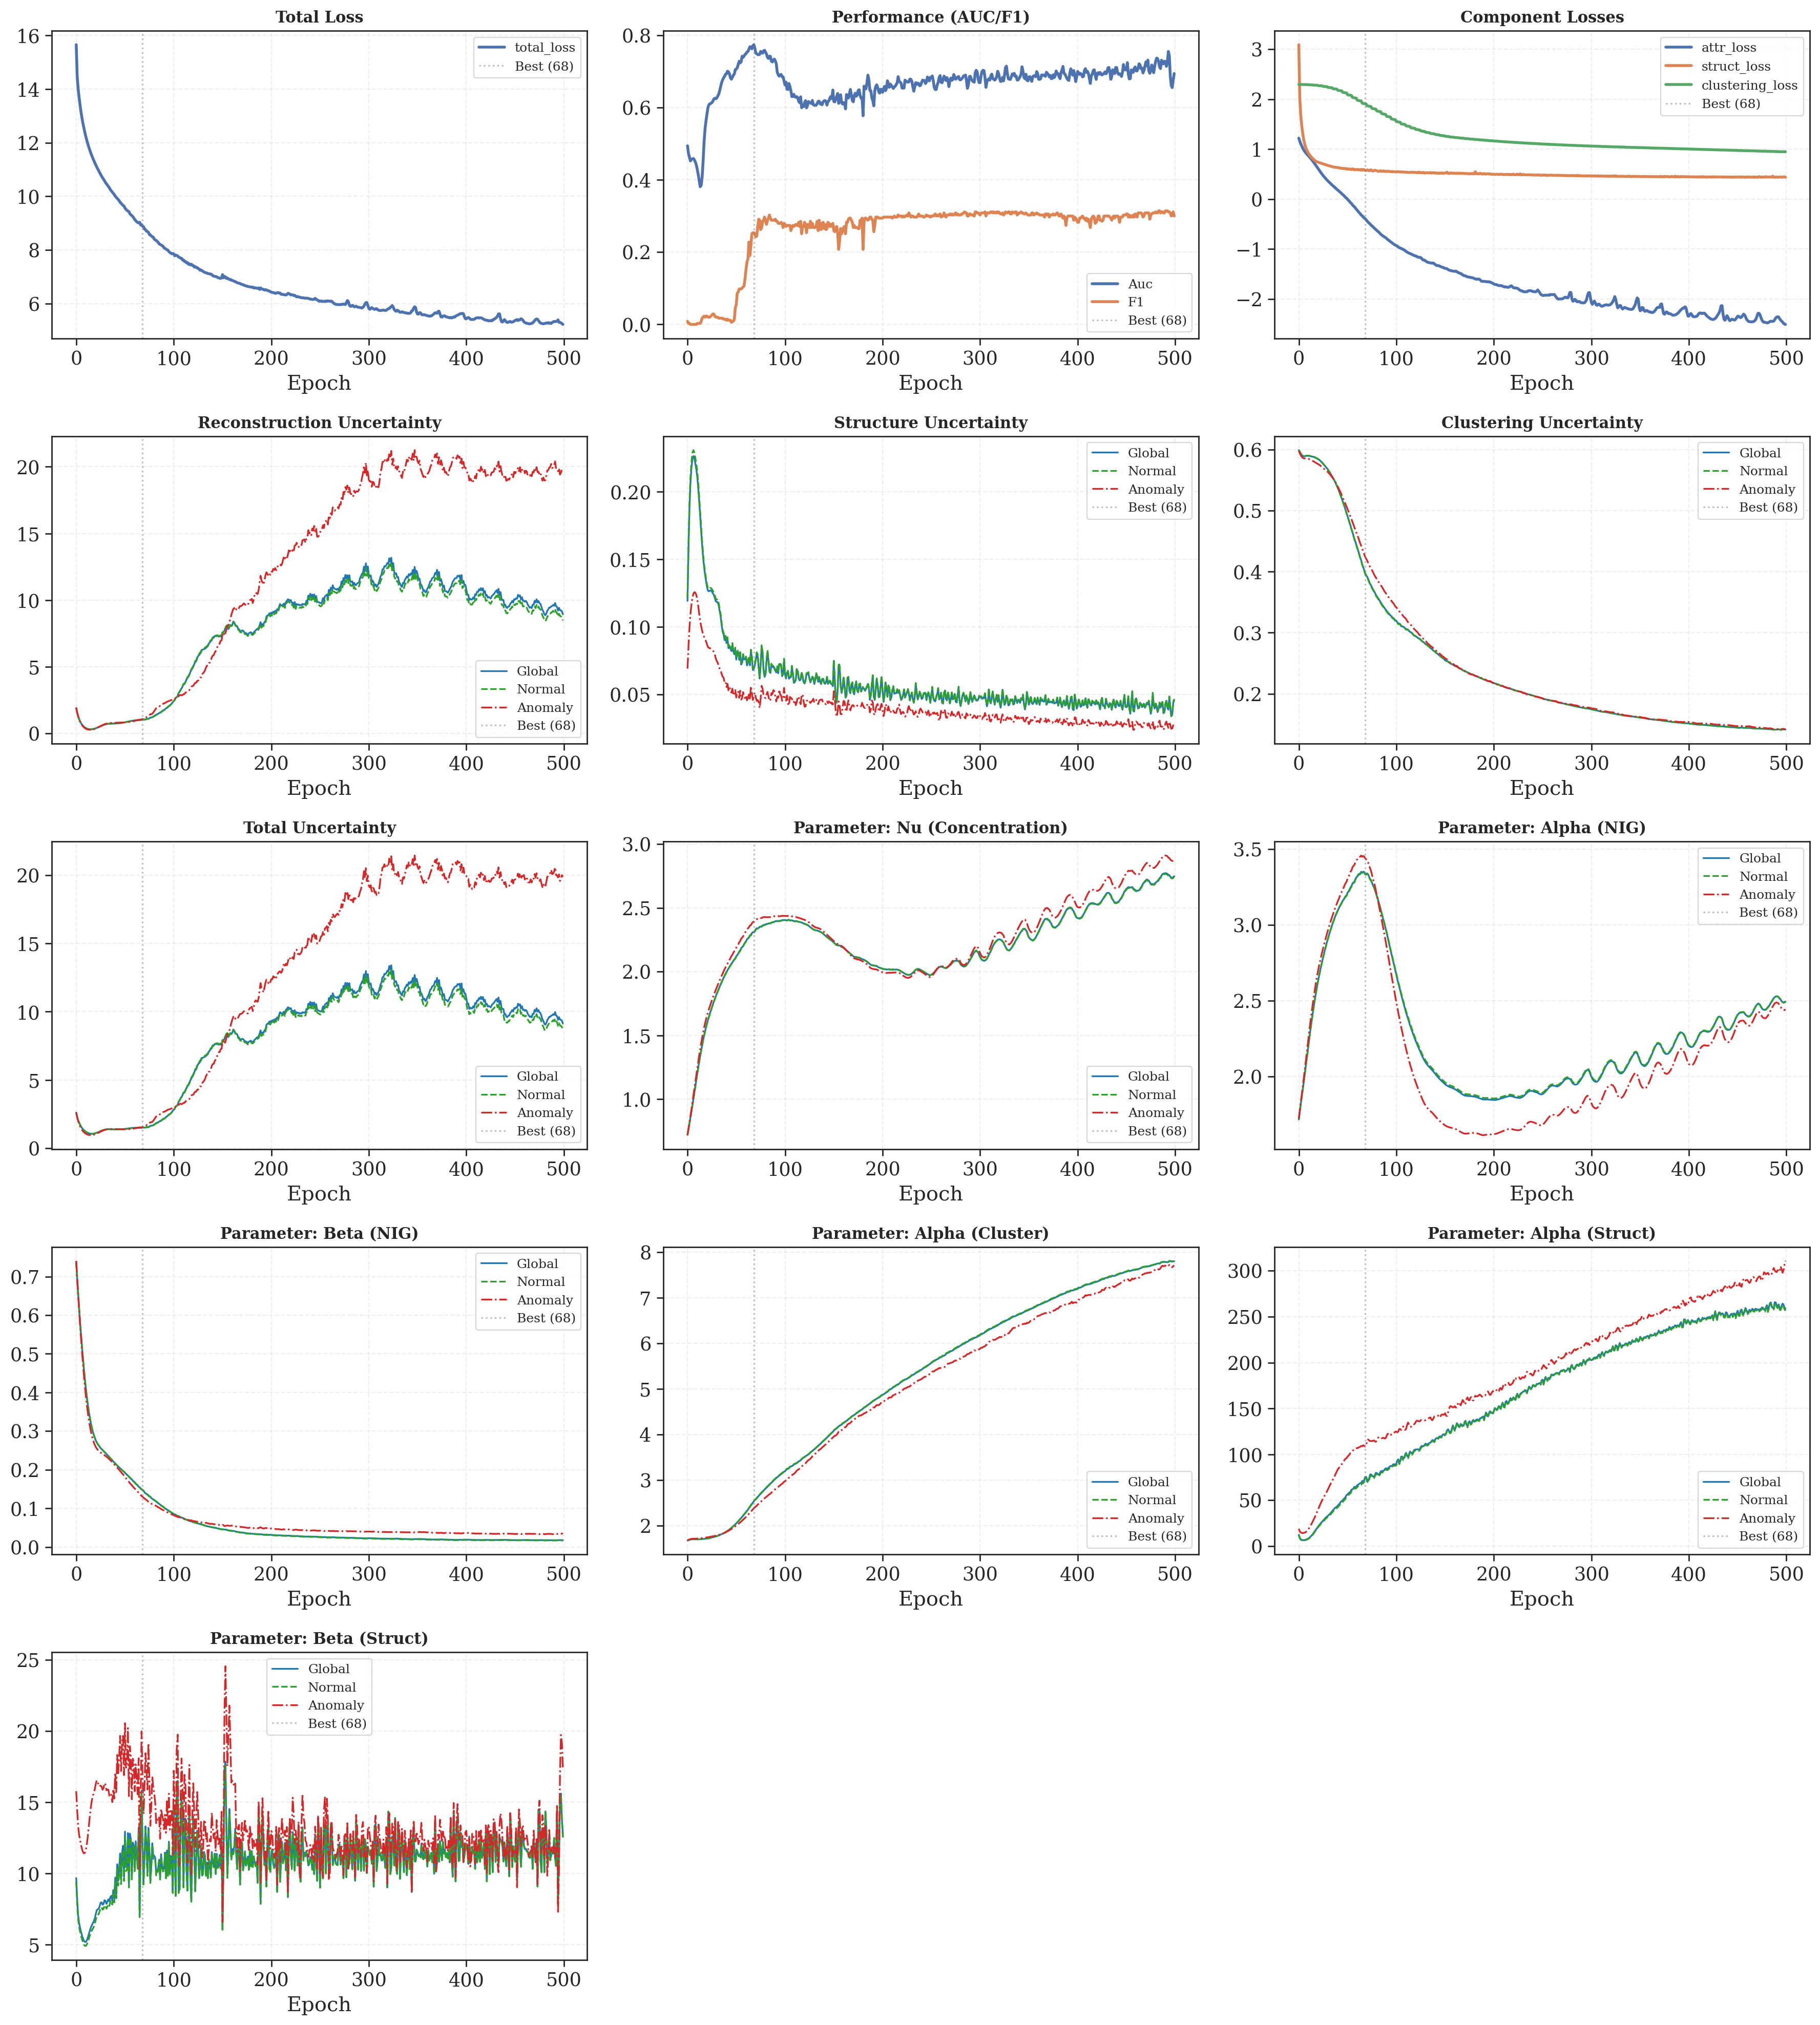 Total Loss
16
14
12
10
8
6
0 100 200 300 400 500
Epoch
total_loss
Best (68)
Performance (AUC/F1)
0.8
0.6
0.4
0.2
0.0
0 100 200 300 400 500
Epoch
Auc
F1
Best (68)
Component Losses
3
2
1
0
−1
−2
0 100 200 300 400 500
Epoch
attr_loss
struct_loss
clustering_loss
Best (68)
Reconstruction Uncertainty
20
15
10
5
0
0 100 200 300 400 500
Epoch
Global
Normal
Anomaly
Best (68)
Structure Uncertainty
0.20
0.15
0.10
0.05
0 100 200 300 400 500
Epoch
Global
Normal
Anomaly
Best (68)
Clustering Uncertainty
0.6
0.5
0.4
0.3
0.2
0 100 200 300 400 500
Epoch
Global
Normal
Anomaly
Best (68)
Total Uncertainty
20
15
10
5
0
0 100 200 300 400 500
Epoch
Global
Normal
Anomaly
Best (68)
Parameter: Nu (Concentration)
3.0
2.5
2.0
1.5
1.0
0 100 200 300 400 500
Epoch
Global
Normal
Anomaly
Best (68)
Parameter: Alpha (NIG)
3.5
3.0
2.5
2.0
0 100 200 300 400 500
Epoch
Global
Normal
Anomaly
Best (68)
Parameter: Beta (NIG)
0.7
0.6
0.5
0.4
0.3
0.2
0.1
0.0
0 100 200 300 400 500
Epoch
Global
Normal
Anomaly
Best (68)
Parameter: Alpha (Cluster)
8
7
6
5
4
3
2
0 100 200 300 400 500
Epoch
Global
Normal
Anomaly
Best (68)
Parameter: Alpha (Struct)
300
250
200
150
100
50
0
0 100 200 300 400 500
Epoch
Global
Normal
Anomaly
Best (68)
Parameter: Beta (Struct)
25
20
15
10
5
0 100 200 300 400 500
Epoch
Global
Normal
Anomaly
Best (68)